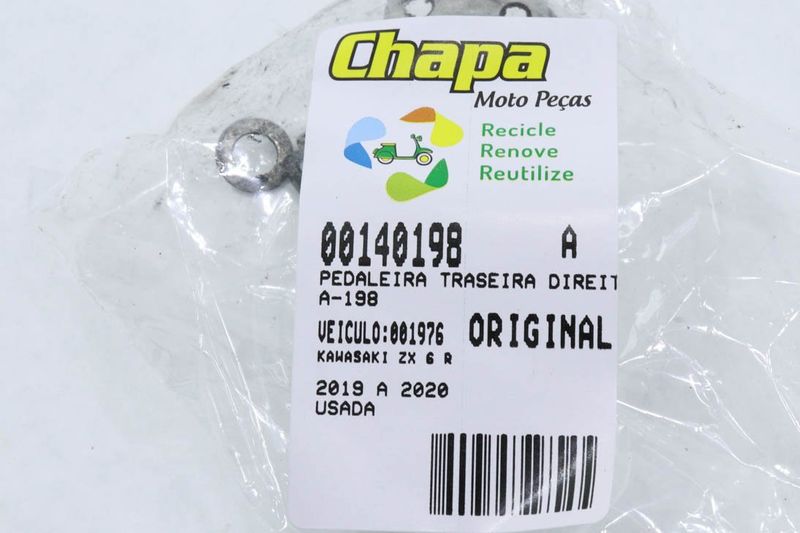 Chapa
Moto Peças
Recicle
Renove
Reutilize
00140198 A
PEDALEIRA TRASEIRA DIREIT
A-198
VEICULO:001976 ORIGINAL
KAWASAKI ZX 6 R
2019 A 2020
USADA